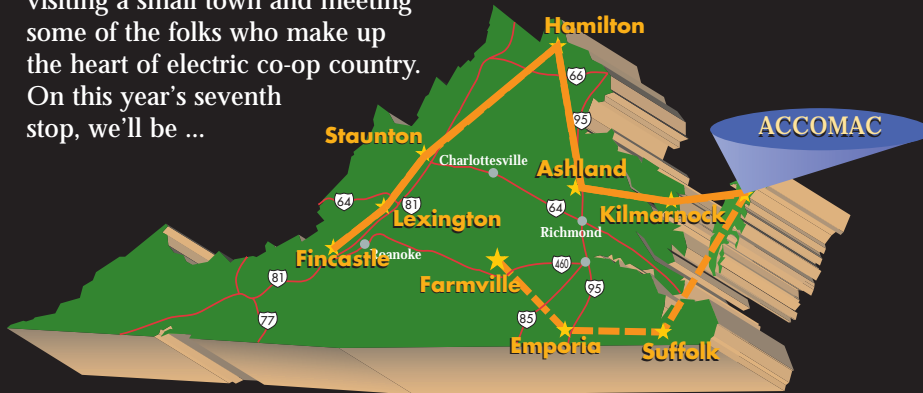 visiting a small town and meeting
some of the folks who make up
the heart of electric co-op country.
On this year's seventh
stop, we'll be ...
Hamilton
66
95
ACCOMAC
Staunton
Charlottesville
Ashland
64
81
64
Kilmarnock
Lexington
Richmond
Fincastle
Roanoke
81
Farmville
460
95
77
85
Emporia
Suffolk